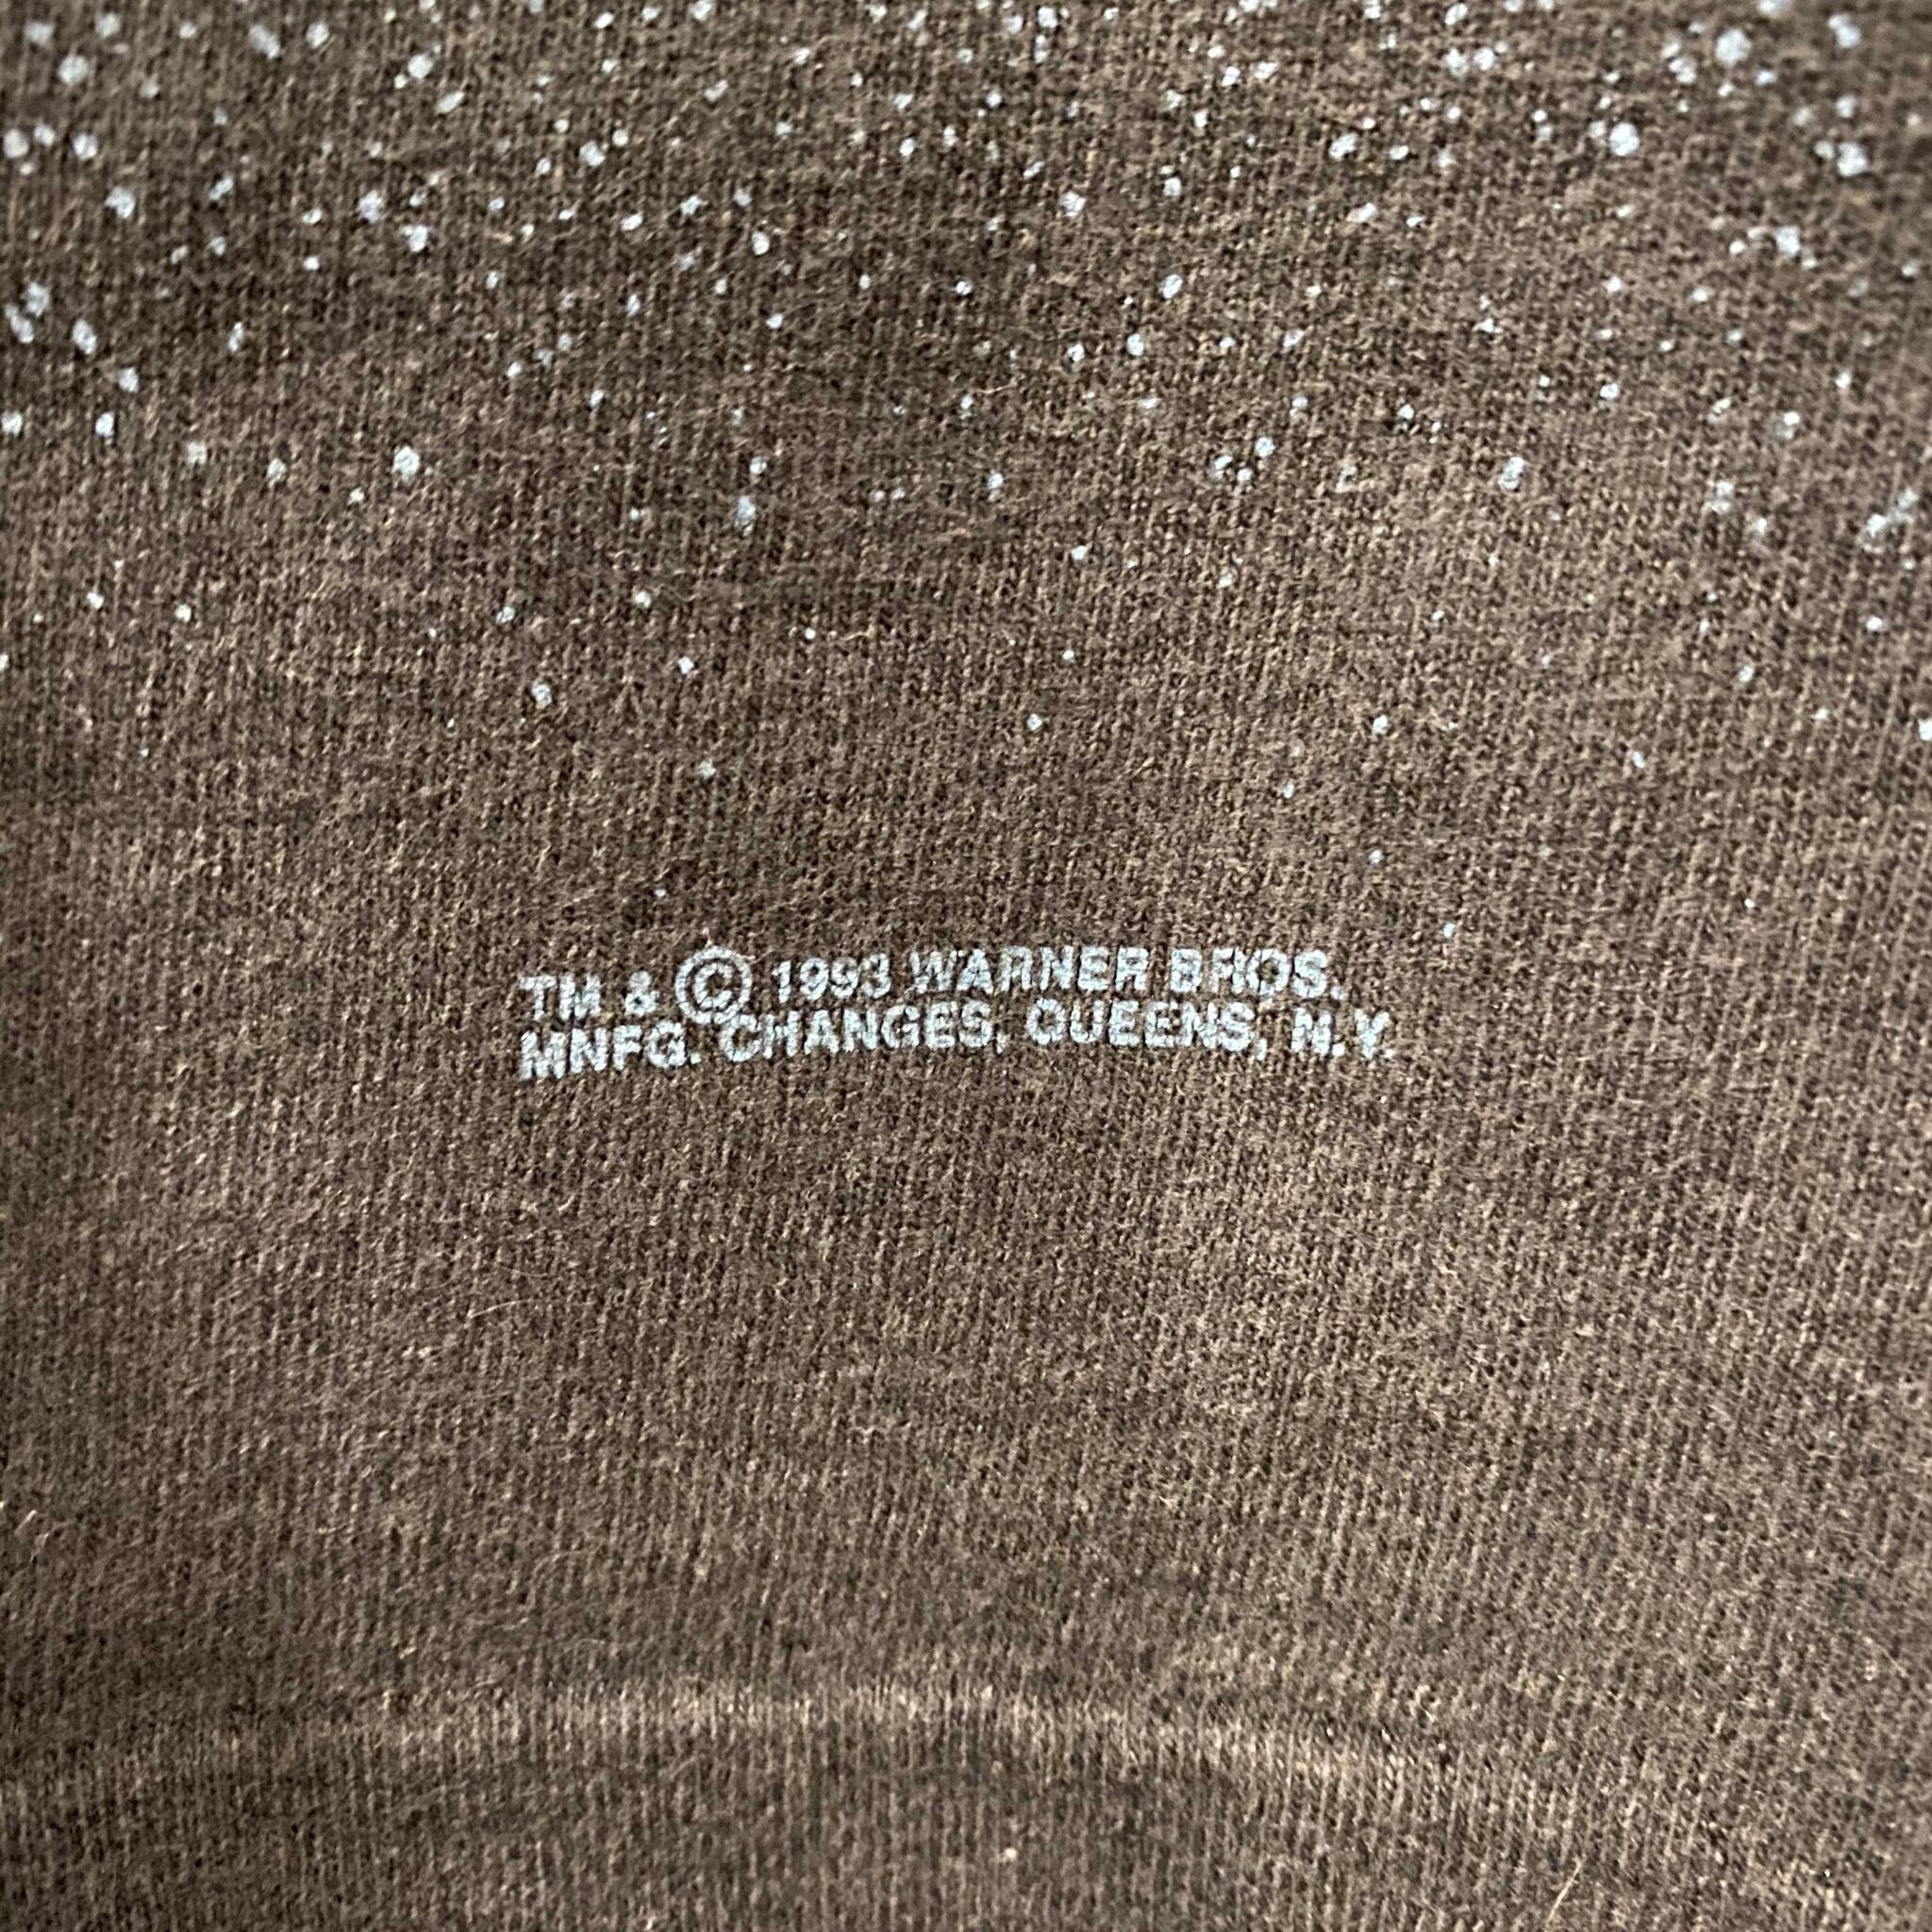 TM & © 1993 WARNER BROS.
MNFG. CHANGES, QUEENS, N.Y.